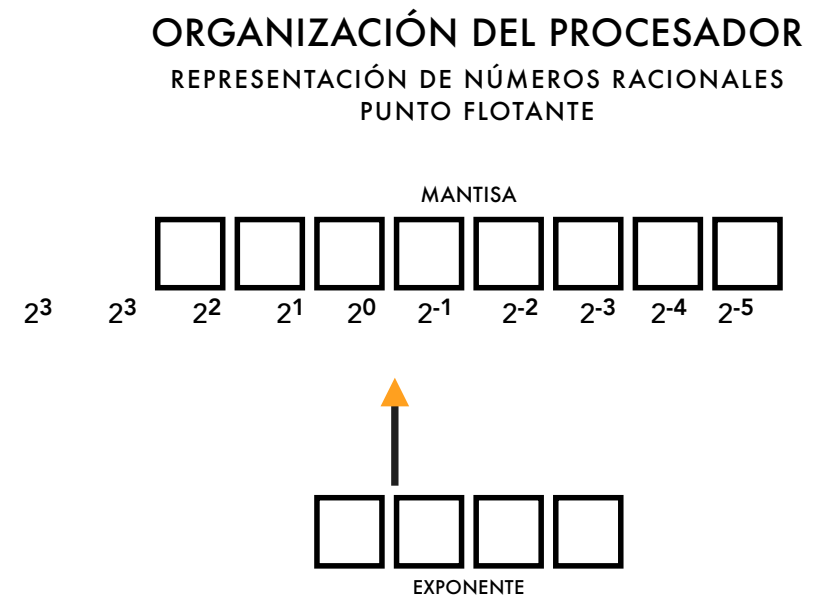 ORGANIZACIÓN DEL PROCESADOR
REPRESENTACIÓN DE NÚMEROS RACIONALES
PUNTO FLOTANTE
MANTISA
2³ 2³ 2² 2¹ 2⁰ 2⁻¹ 2⁻² 2⁻³ 2⁻⁴ 2⁻⁵
EXPONENTE